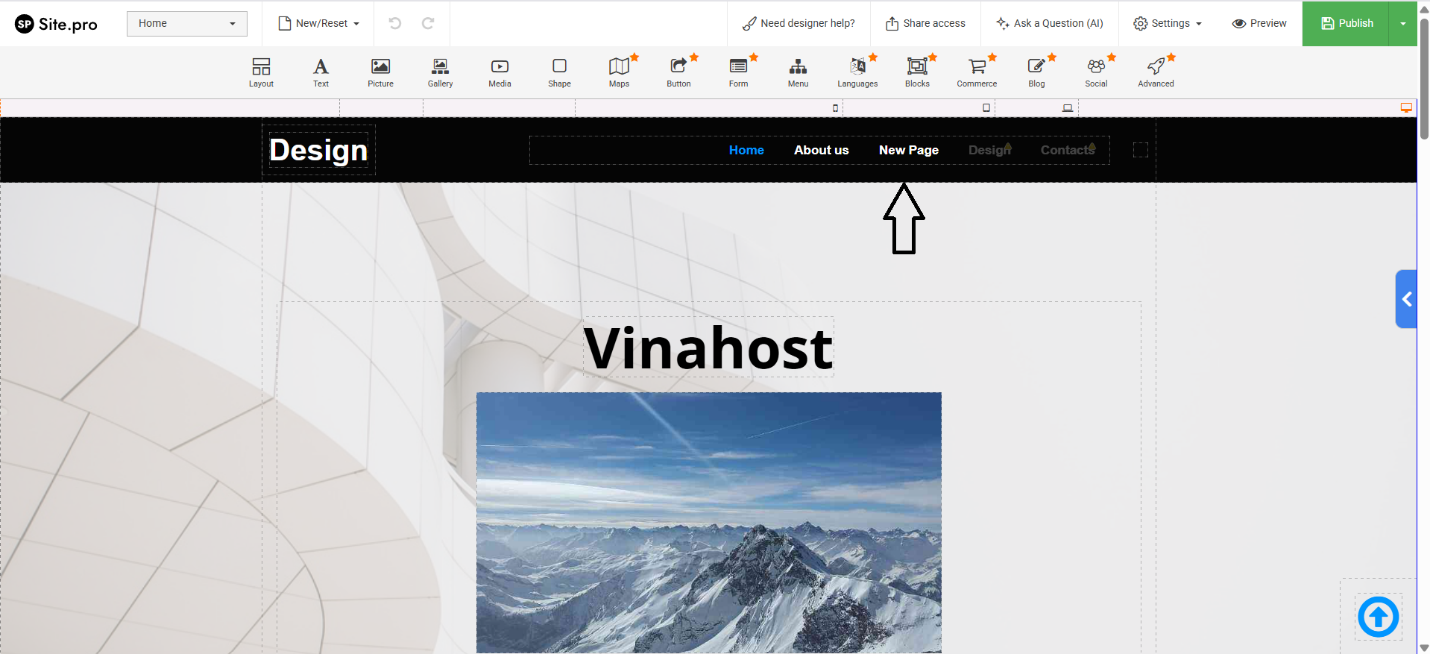 SP Site.pro Home New/Reset Need designer help? Share access Ask a Question (AI) Settings Preview Publish
Layout Text Picture Gallery Media Shape Maps Button Form Menu Languages Blocks Commerce Blog Social Advanced
Design Home About us New Page Design Contacts
Vinahost